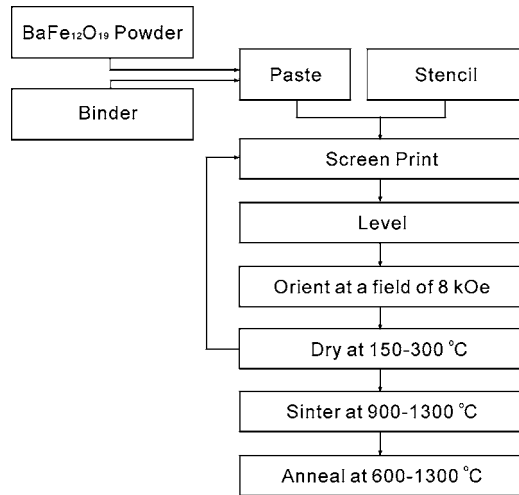 BaFe₁₂O₁₉ Powder
Binder
Paste
Stencil
Screen Print
Level
Orient at a field of 8 kOe
Dry at 150-300 °C
Sinter at 900-1300 °C
Anneal at 600-1300 °C